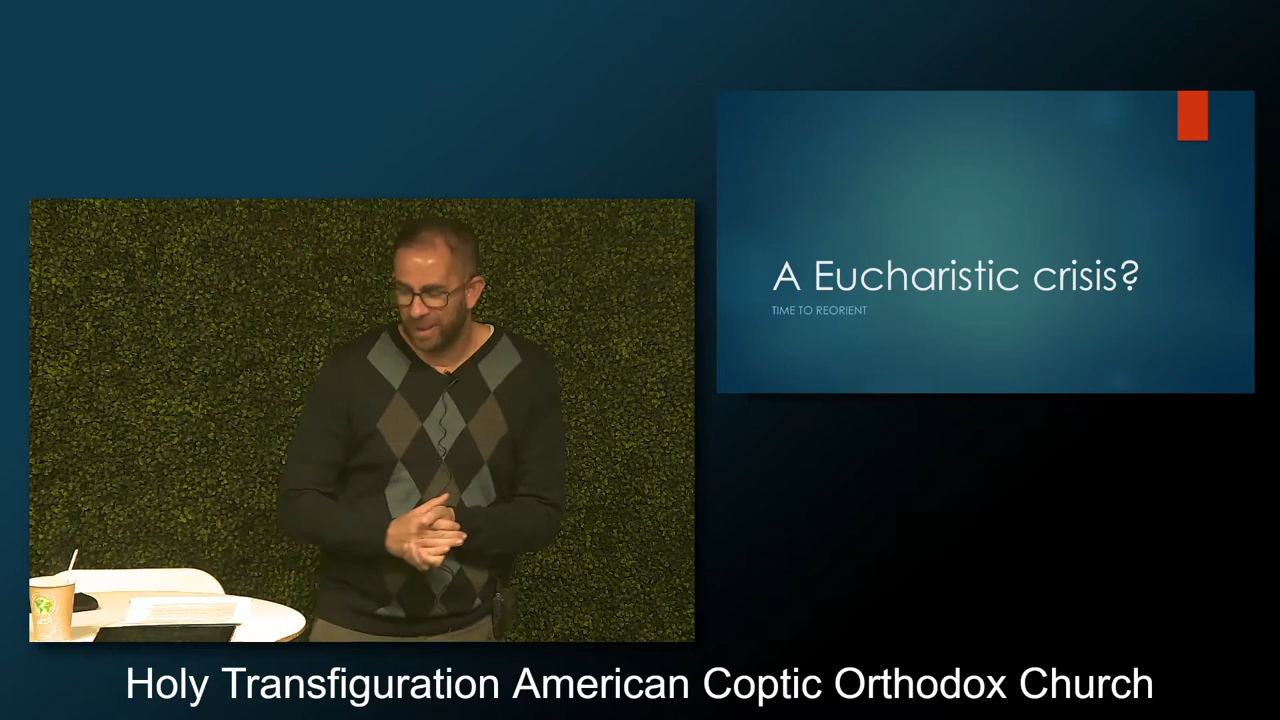 A Eucharistic crisis?
TIME TO REORIENT
Holy Transfiguration American Coptic Orthodox Church